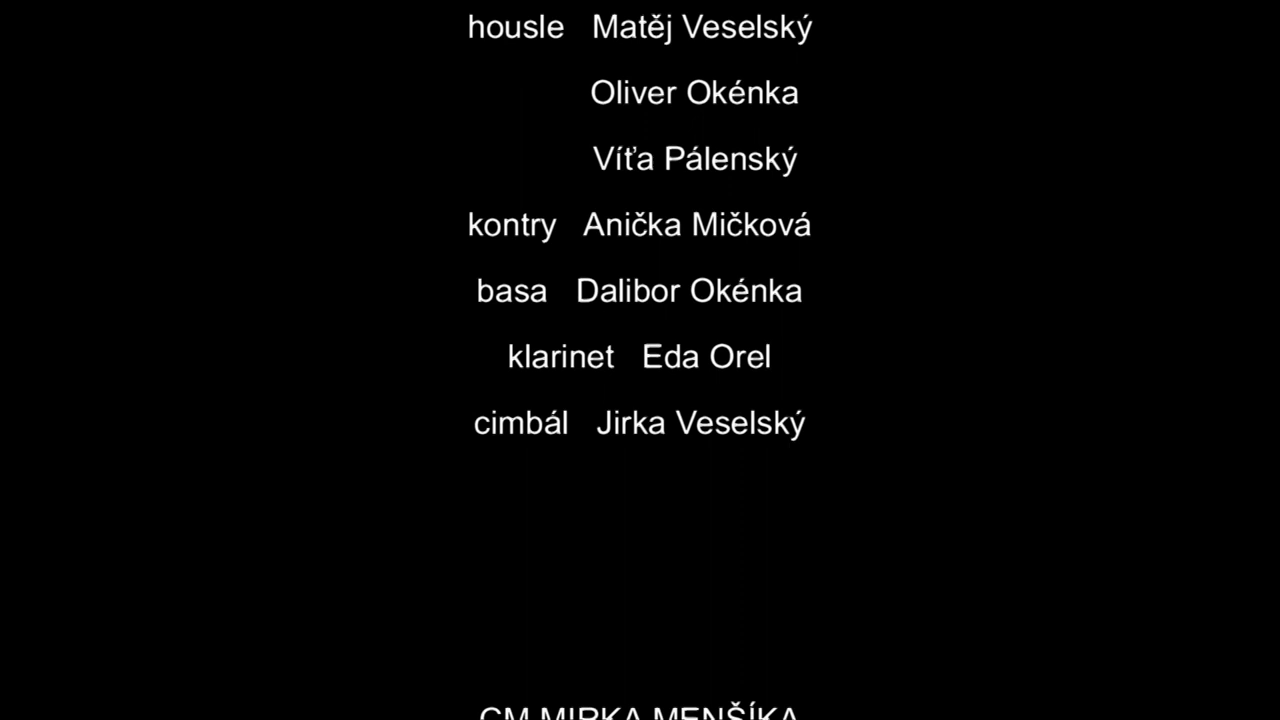 housle Matěj Veselský
Oliver Okénka
Víťa Pálenský
kontry Anička Mičková
basa Dalibor Okénka
klarinet Eda Orel
cimbál Jirka Veselský
CM MIRKA MENŠÍKA